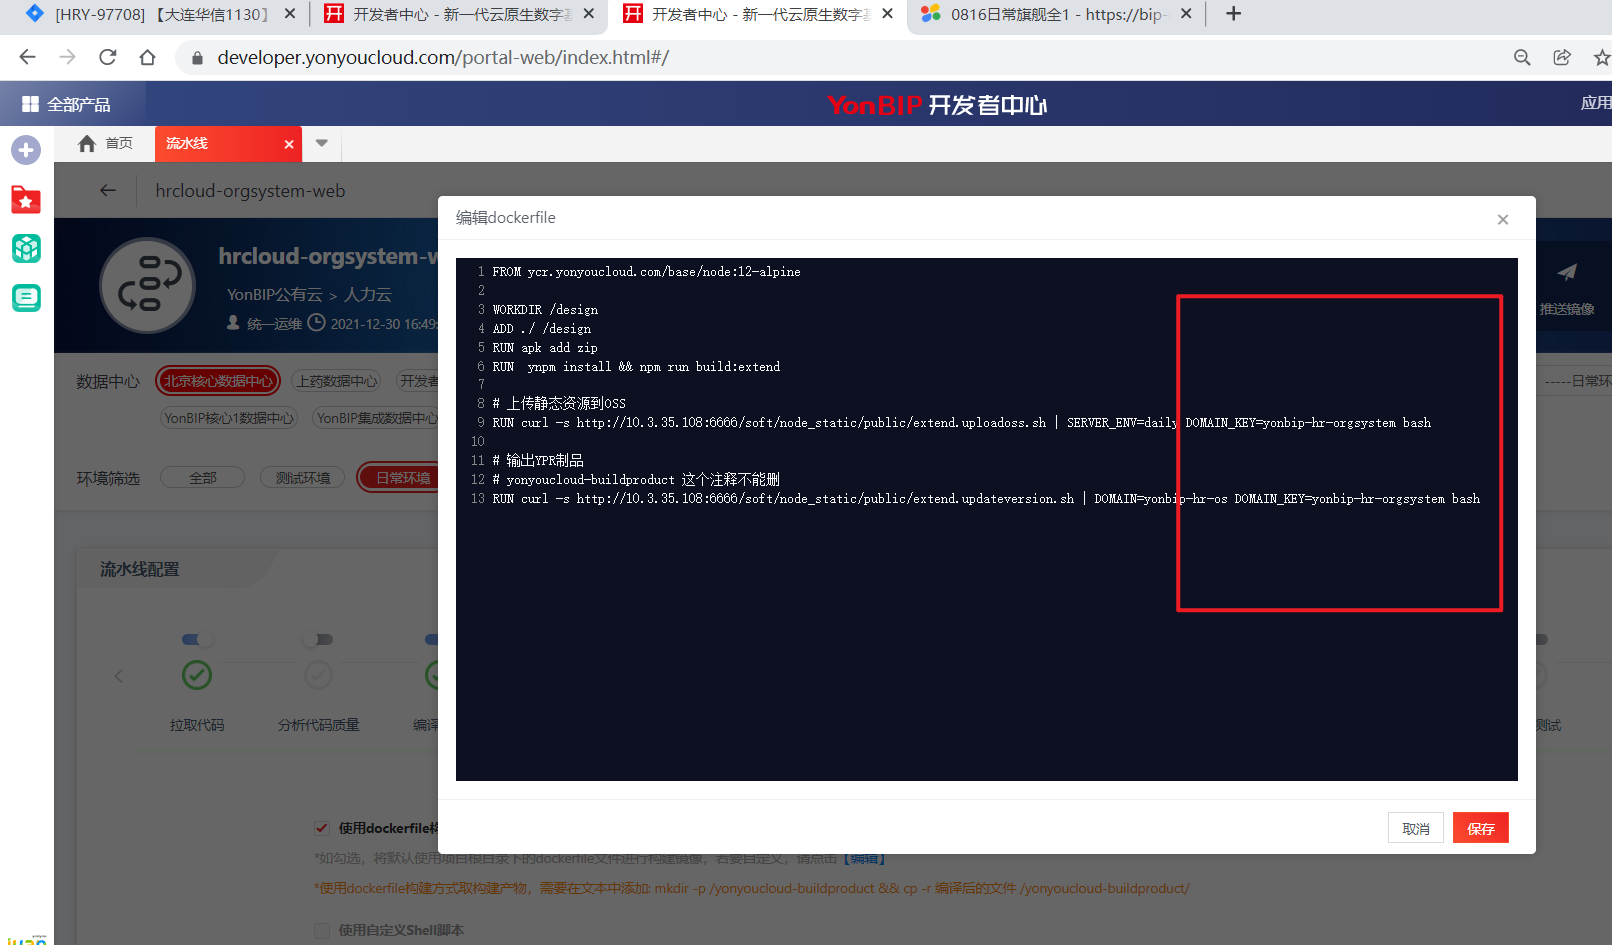 [HRY-97708] 【大连华信1130】
开发者中心 - 新一代云原生数字
开发者中心 - 新一代云原生数字
0816日常旗舰全1 - https://bip-
developer.yonyoucloud.com/portal-web/index.html#/
全部产品
YonBIP 开发者中心
应用
首页
流水线
hrcloud-orgsystem-web
编辑dockerfile
hrcloud-orgsystem-w
YonBIP公有云 > 人力云
统一运维 2021-12-30 16:49:
推送镜像
1 FROM ycr.yonyoucloud.com/base/node:12-alpine
2
3 WORKDIR /design
4 ADD ./ /design
5 RUN apk add zip
6 RUN  ynpm install && npm run build:extend
7
8 # 上传静态资源到OSS
9 RUN curl -s http://10.3.35.108:6666/soft/node_static/public/extend.uploadoss.sh | SERVER_ENV=daily DOMAIN_KEY=yonbip-hr-orgsystem bash
10
11 # 输出YPR制品
12 # yonyoucloud-buildproduct 这个注释不能删
13 RUN curl -s http://10.3.35.108:6666/soft/node_static/public/extend.updateversion.sh | DOMAIN=yonbip-hr-os DOMAIN_KEY=yonbip-hr-orgsystem bash
数据中心 北京核心数据中心 上药数据中心 开发者
-----日常环
YonBIP核心1数据中心 YonBIP集成数据中心
环境筛选 全部 测试环境 日常环境
流水线配置
拉取代码 分析代码质量 编译
测试
取消 保存
使用dockerfile构
*如勾选，将默认使用项目根目录下的dockerfile文件进行构建镜像，若要自定义，请点击【编辑】
*使用dockerfile构建方式取构建产物，需要在文本中添加: mkdir -p /yonyoucloud-buildproduct && cp -r 编译后的文件 /yonyoucloud-buildproduct/
使用自定义Shell脚本